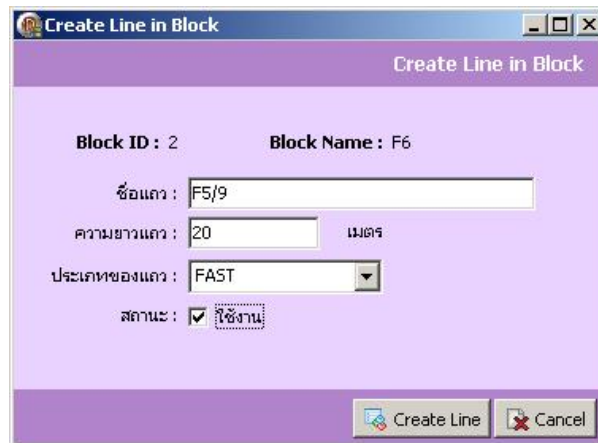 Create Line in Block
Create Line in Block
Block ID : 2 Block Name : F6
ชื่อแถว : F5/9
ความยาวแถว : 20 เมตร
ประเภทของแถว : FAST
สถานะ : ใช้งาน
Create Line Cancel